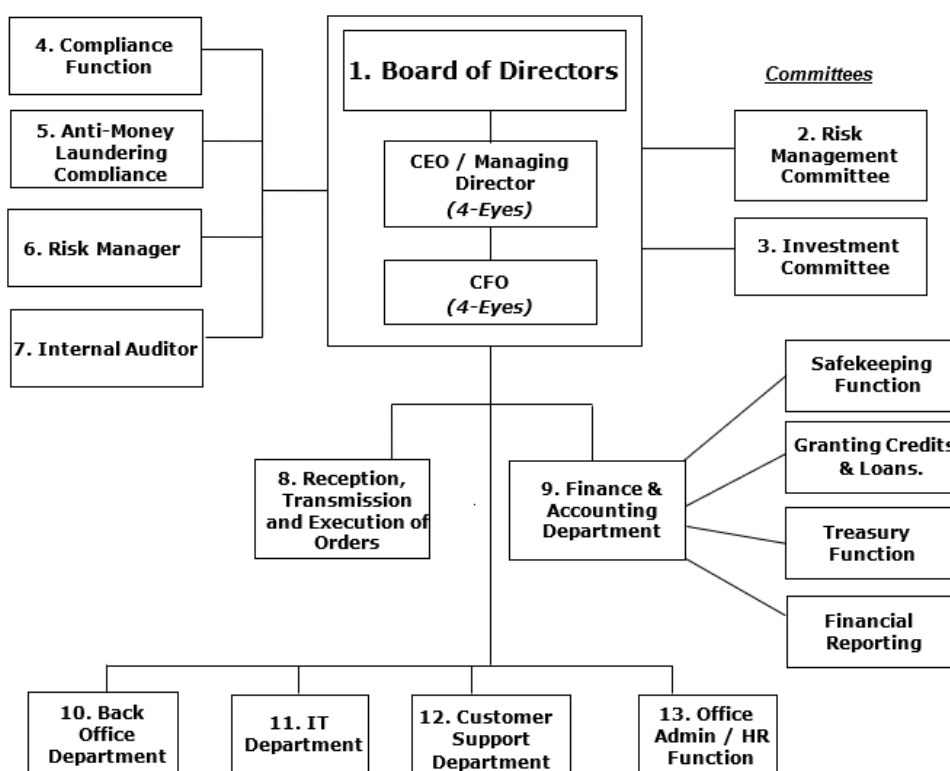 4. Compliance
Function
5. Anti-Money
Laundering
Compliance
6. Risk Manager
7. Internal Auditor
1. Board of Directors
CEO / Managing
Director
(4-Eyes)
CFO
(4-Eyes)
Committees
2. Risk
Management
Committee
3. Investment
Committee
8. Reception,
Transmission
and Execution of
Orders
9. Finance &
Accounting
Department
Safekeeping
Function
Granting Credits
& Loans.
Treasury
Function
Financial
Reporting
10. Back
Office
Department
11. IT
Department
12. Customer
Support
Department
13. Office
Admin / HR
Function